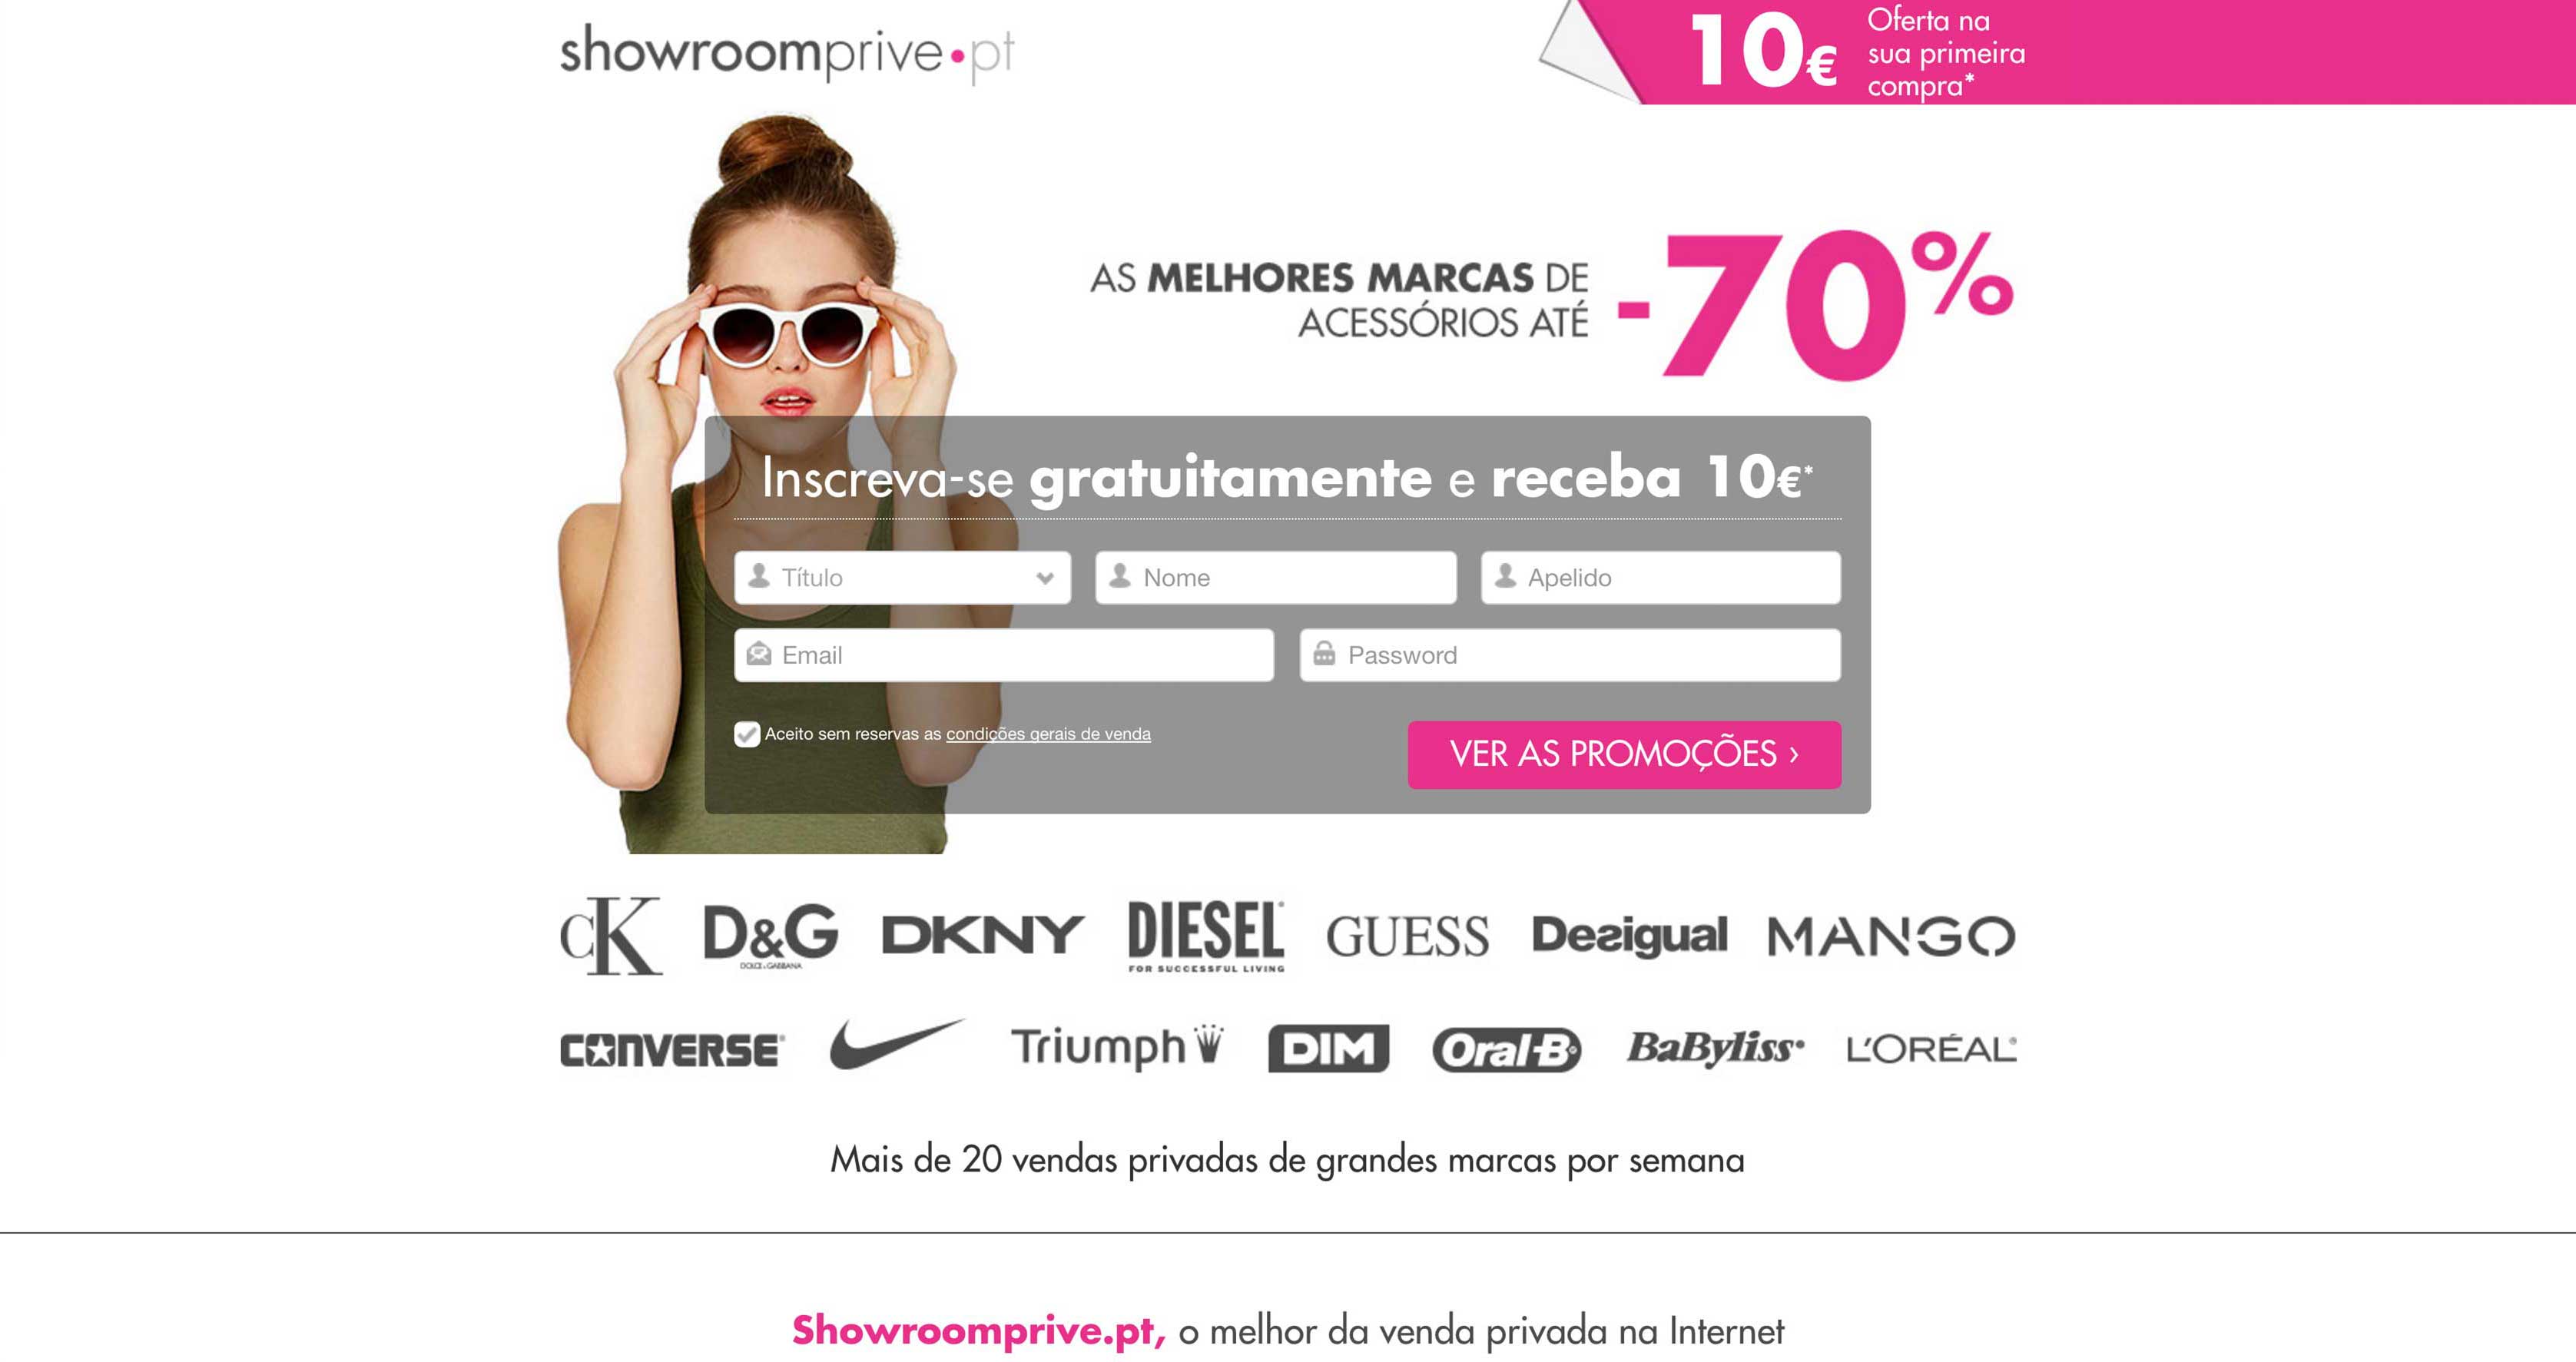 showroomprive•pt
10€
Oferta na
sua primeira
compra*
AS MELHORES MARCAS DE
ACESSÓRIOS ATÉ
-70%
Inscreva-se gratuitamente e receba 10€*
Título
Nome
Apelido
Email
Password
Aceito sem reservas as condições gerais de venda
VER AS PROMOÇÕES ›
cK
D&G
DOLCE & GABBANA
DKNY
DIESEL®
FOR SUCCESSFUL LIVING
GUESS
Desigual
MANGO
CONVERSE®
Triumph
DIM
Oral-B®
BaByliss®
L'ORÉAL®
Mais de 20 vendas privadas de grandes marcas por semana
Showroomprive.pt, o melhor da venda privada na Internet